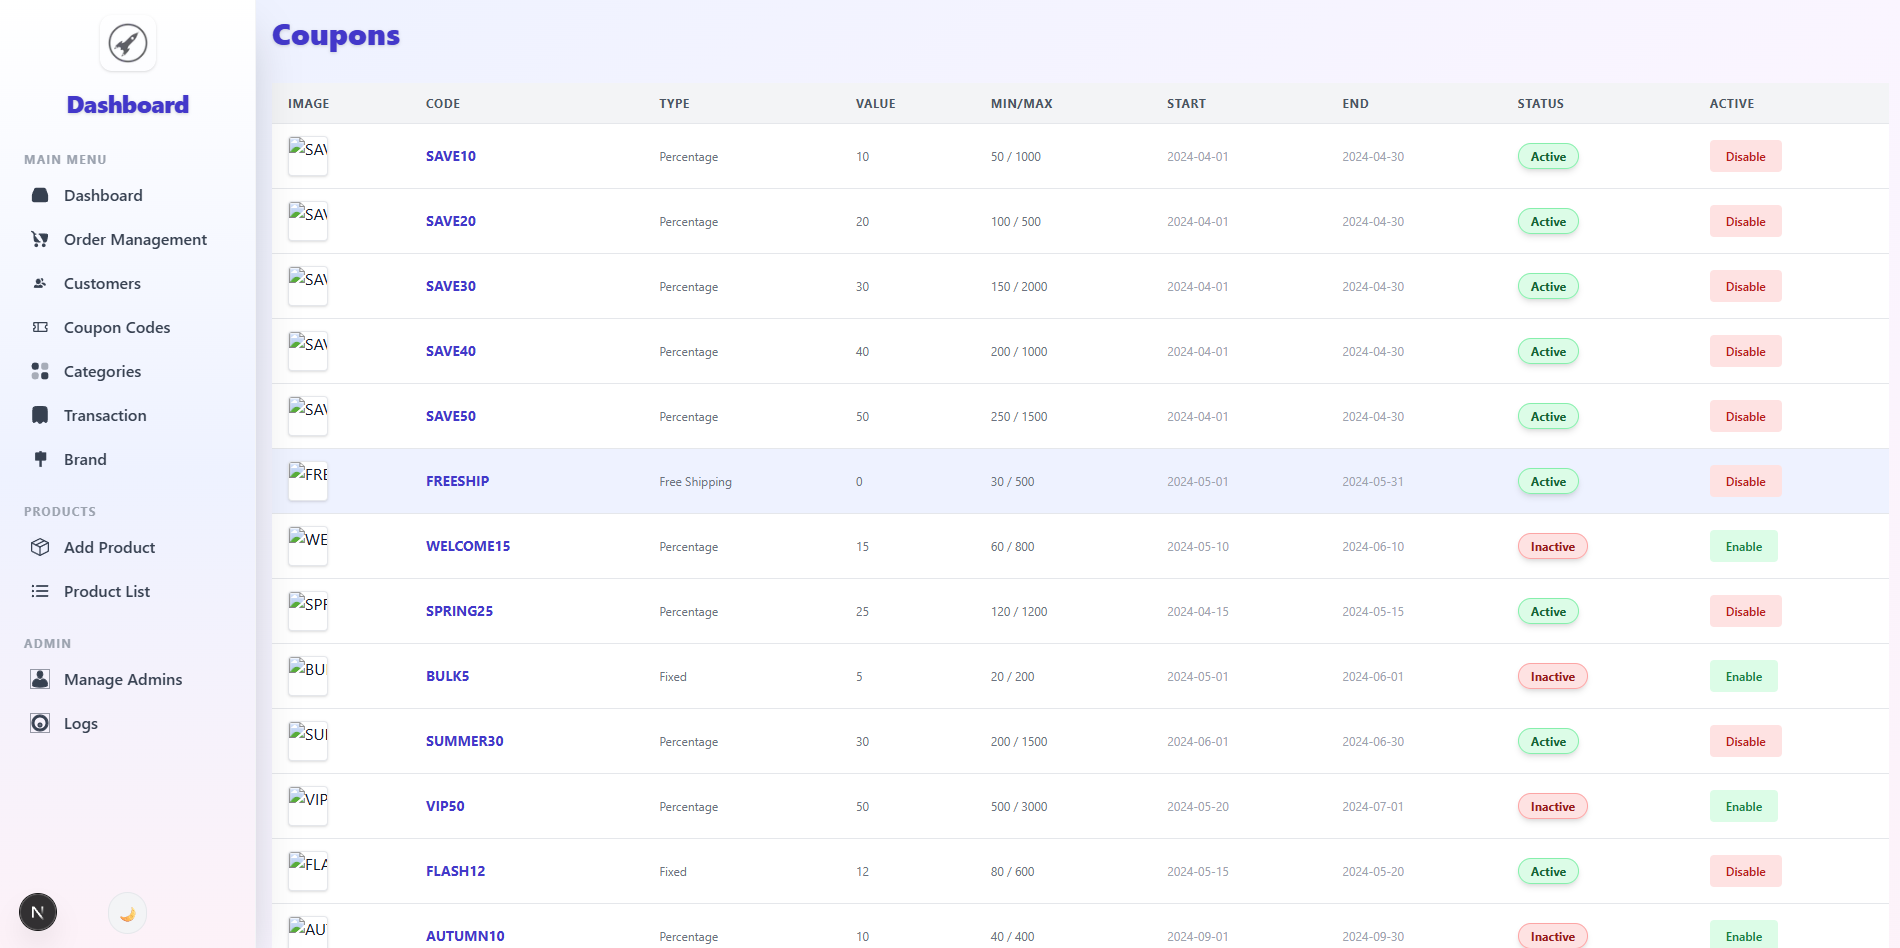 Dashboard
MAIN MENU
Dashboard
Order Management
Customers
Coupon Codes
Categories
Transaction
Brand
PRODUCTS
Add Product
Product List
ADMIN
Manage Admins
Logs
N
Coupons
IMAGE CODE TYPE VALUE MIN/MAX START END STATUS ACTIVE
SAV SAVE10 Percentage 10 50 / 1000 2024-04-01 2024-04-30 Active Disable
SAV SAVE20 Percentage 20 100 / 500 2024-04-01 2024-04-30 Active Disable
SAV SAVE30 Percentage 30 150 / 2000 2024-04-01 2024-04-30 Active Disable
SAV SAVE40 Percentage 40 200 / 1000 2024-04-01 2024-04-30 Active Disable
SAV SAVE50 Percentage 50 250 / 1500 2024-04-01 2024-04-30 Active Disable
FRE FREESHIP Free Shipping 0 30 / 500 2024-05-01 2024-05-31 Active Disable
WE WELCOME15 Percentage 15 60 / 800 2024-05-10 2024-06-10 Inactive Enable
SPR SPRING25 Percentage 25 120 / 1200 2024-04-15 2024-05-15 Active Disable
BUL BULK5 Fixed 5 20 / 200 2024-05-01 2024-06-01 Inactive Enable
SUM SUMMER30 Percentage 30 200 / 1500 2024-06-01 2024-06-30 Active Disable
VIP VIP50 Percentage 50 500 / 3000 2024-05-20 2024-07-01 Inactive Enable
FLA FLASH12 Fixed 12 80 / 600 2024-05-15 2024-05-20 Active Disable
AUT AUTUMN10 Percentage 10 40 / 400 2024-09-01 2024-09-30 Inactive Enable